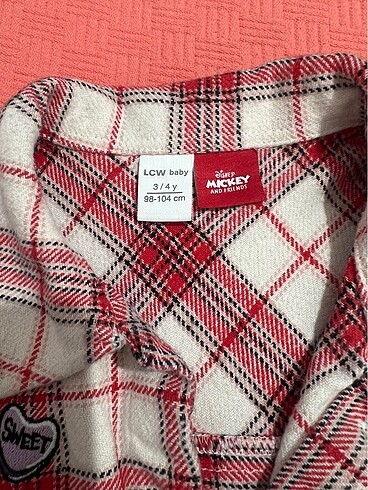 LCW baby
3 / 4 y
98-104 cm
DISNEY
MICKEY
AND FRIENDS
SWEET